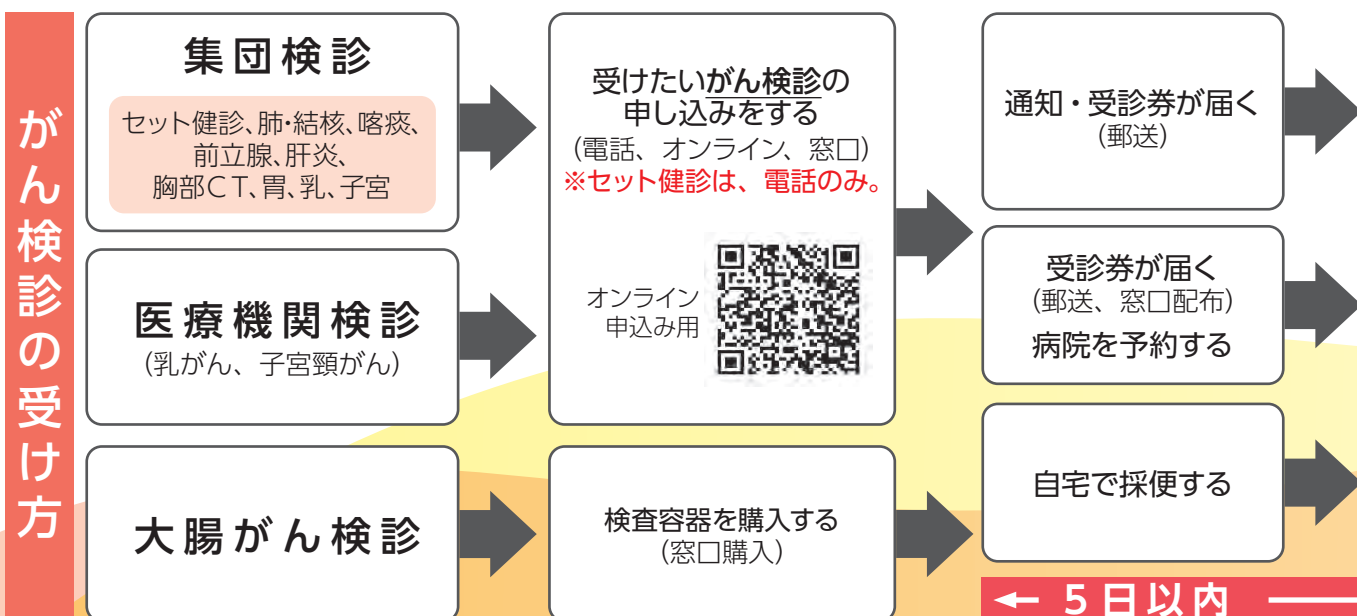 がん検診の受け方
集団検診
セット健診、肺・結核、喀痰、
前立腺、肝炎、
胸部CT、胃、乳、子宮
受けたいがん検診の
申し込みをする
(電話、オンライン、窓口)
※セット健診は、電話のみ。
オンライン
申込み用
通知・受診券が届く
(郵送)
医療機関検診
(乳がん、子宮頸がん)
受診券が届く
(郵送、窓口配布)
病院を予約する
大腸がん検診
検査容器を購入する
(窓口購入)
自宅で採便する
← 5日以内